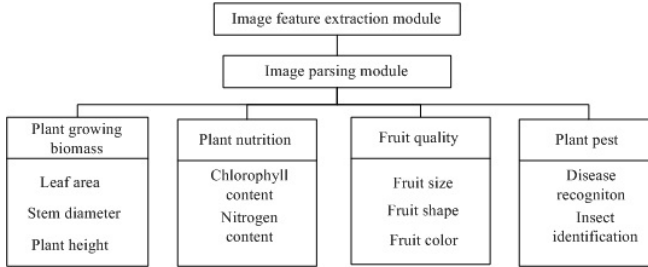 Image feature extraction module
Image parsing module
Plant growing
biomass
Leaf area
Stem diameter
Plant height
Plant nutrition
Chlorophyll
content
Nitrogen
content
Fruit quality
Fruit size
Fruit shape
Fruit color
Plant pest
Disease
recogniton
Insect
identification